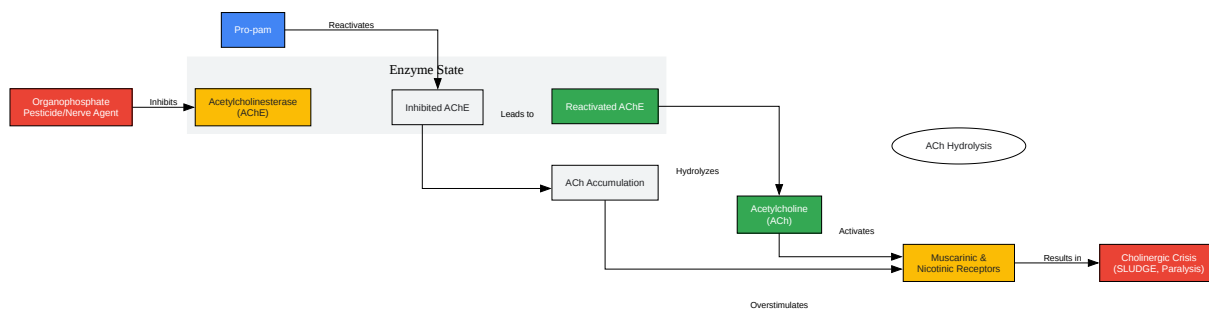 Pro-pam
Reactivates
Enzyme State
Organophosphate
Pesticide/Nerve Agent
Inhibits
Acetylcholinesterase
(AChE)
Inhibited AChE
Leads to
Reactivated AChE
ACh Hydrolysis
ACh Accumulation
Hydrolyzes
Acetylcholine
(ACh)
Activates
Muscarinic &
Nicotinic Receptors
Results in
Cholinergic Crisis
(SLUDGE, Paralysis)
Overstimulates